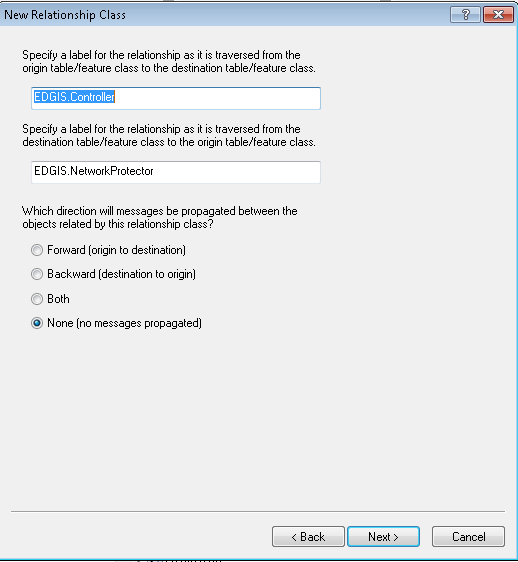 New Relationship Class
Specify a label for the relationship as it is traversed from the
origin table/feature class to the destination table/feature class.
EDGIS.Controller
Specify a label for the relationship as it is traversed from the
destination table/feature class to the origin table/feature class.
EDGIS.NetworkProtector
Which direction will messages be propagated between the
objects related by this relationship class?
Forward (origin to destination)
Backward (destination to origin)
Both
None (no messages propagated)
< Back Next > Cancel